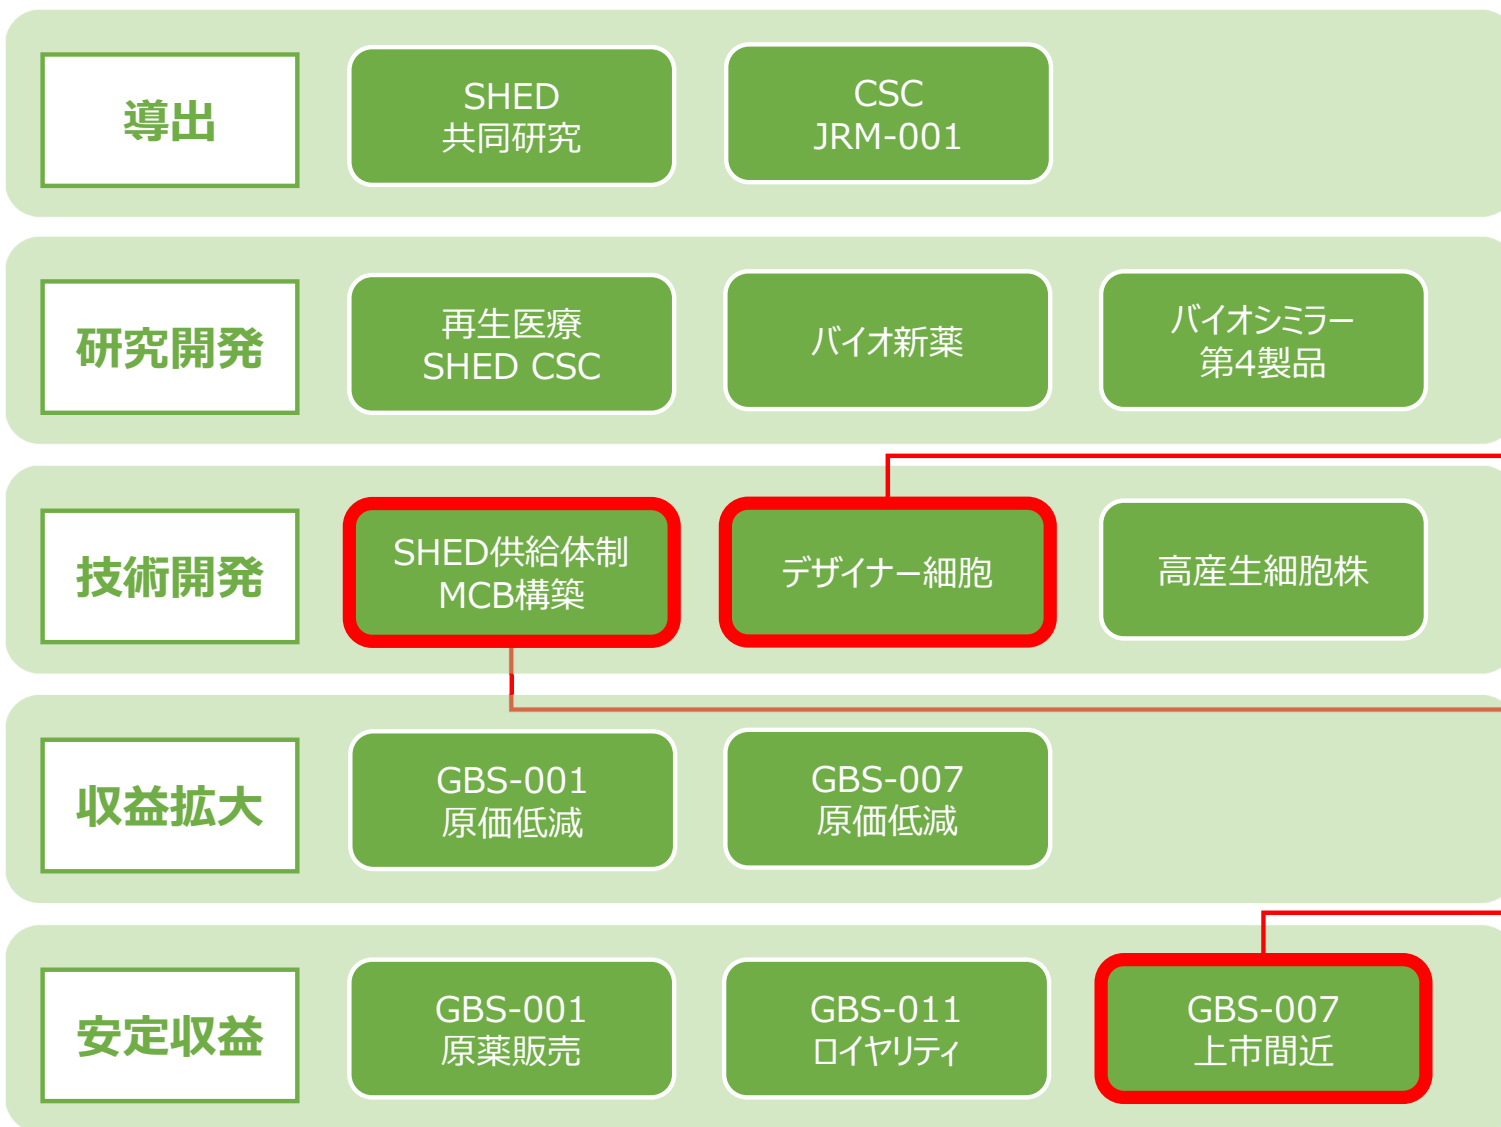 導出
SHED
共同研究
CSC
JRM-001
研究開発
再生医療
SHED CSC
バイオ新薬
バイオシミラー
第4製品
技術開発
SHED供給体制
MCB構築
デザイナー細胞
高産生細胞株
収益拡大
GBS-001
原価低減
GBS-007
原価低減
安定収益
GBS-001
原薬販売
GBS-011
ロイヤリティ
GBS-007
上市間近